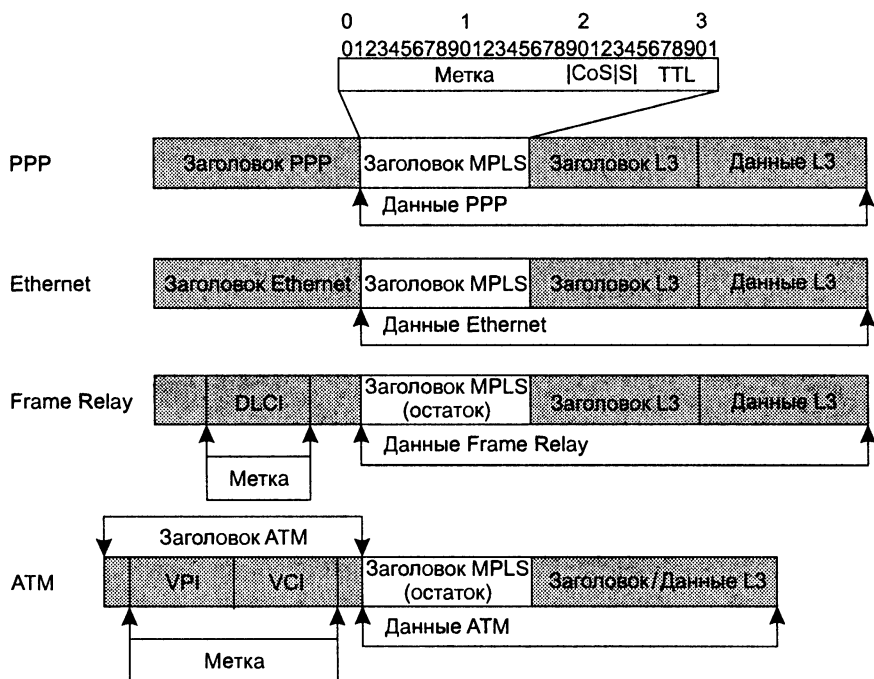 0 1 2 3
01234567890123456789012345678901
Метка |CoS|S| TTL
PPP Заголовок PPP Заголовок MPLS Заголовок L3 Данные L3
Данные PPP
Ethernet Заголовок Ethernet Заголовок MPLS Заголовок L3 Данные L3
Данные Ethernet
Frame Relay DLCI Заголовок MPLS (остаток) Заголовок L3 Данные L3
Данные Frame Relay
Метка
Заголовок ATM
ATM VPI VCI Заголовок MPLS (остаток) Заголовок/Данные L3
Данные ATM
Метка